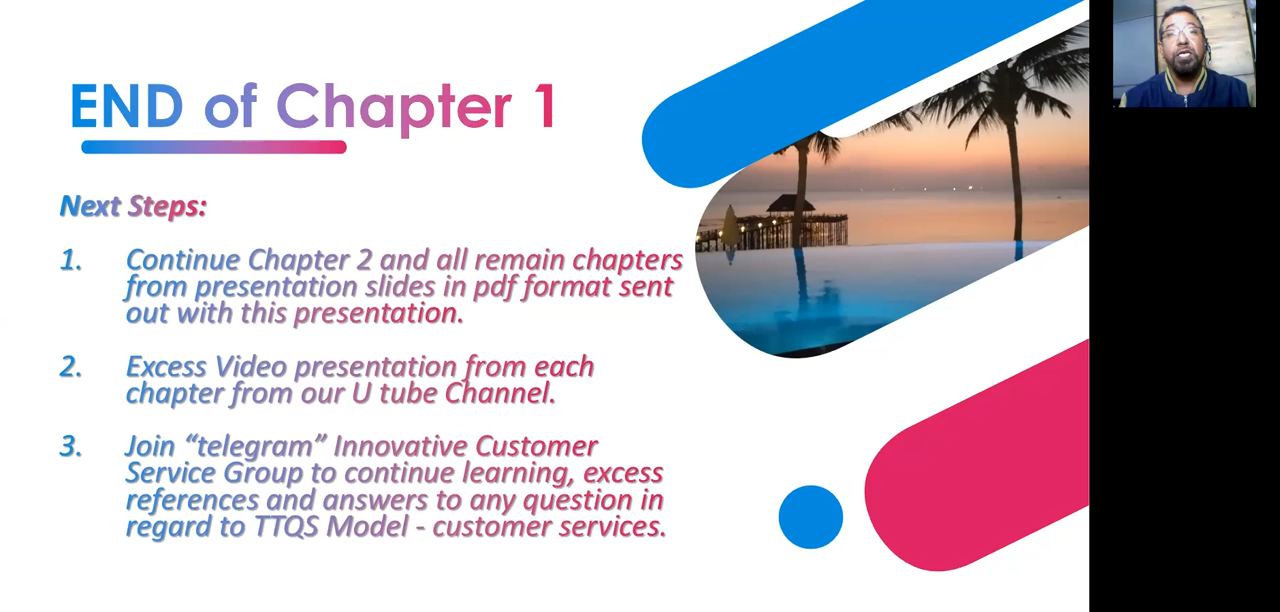 END of Chapter 1
Next Steps:
1. Continue Chapter 2 and all remain chapters
from presentation slides in pdf format sent
out with this presentation.
2. Excess Video presentation from each
chapter from our U tube Channel.
3. Join “telegram” Innovative Customer
Service Group to continue learning, excess
references and answers to any question in
regard to TTQS Model - customer services.